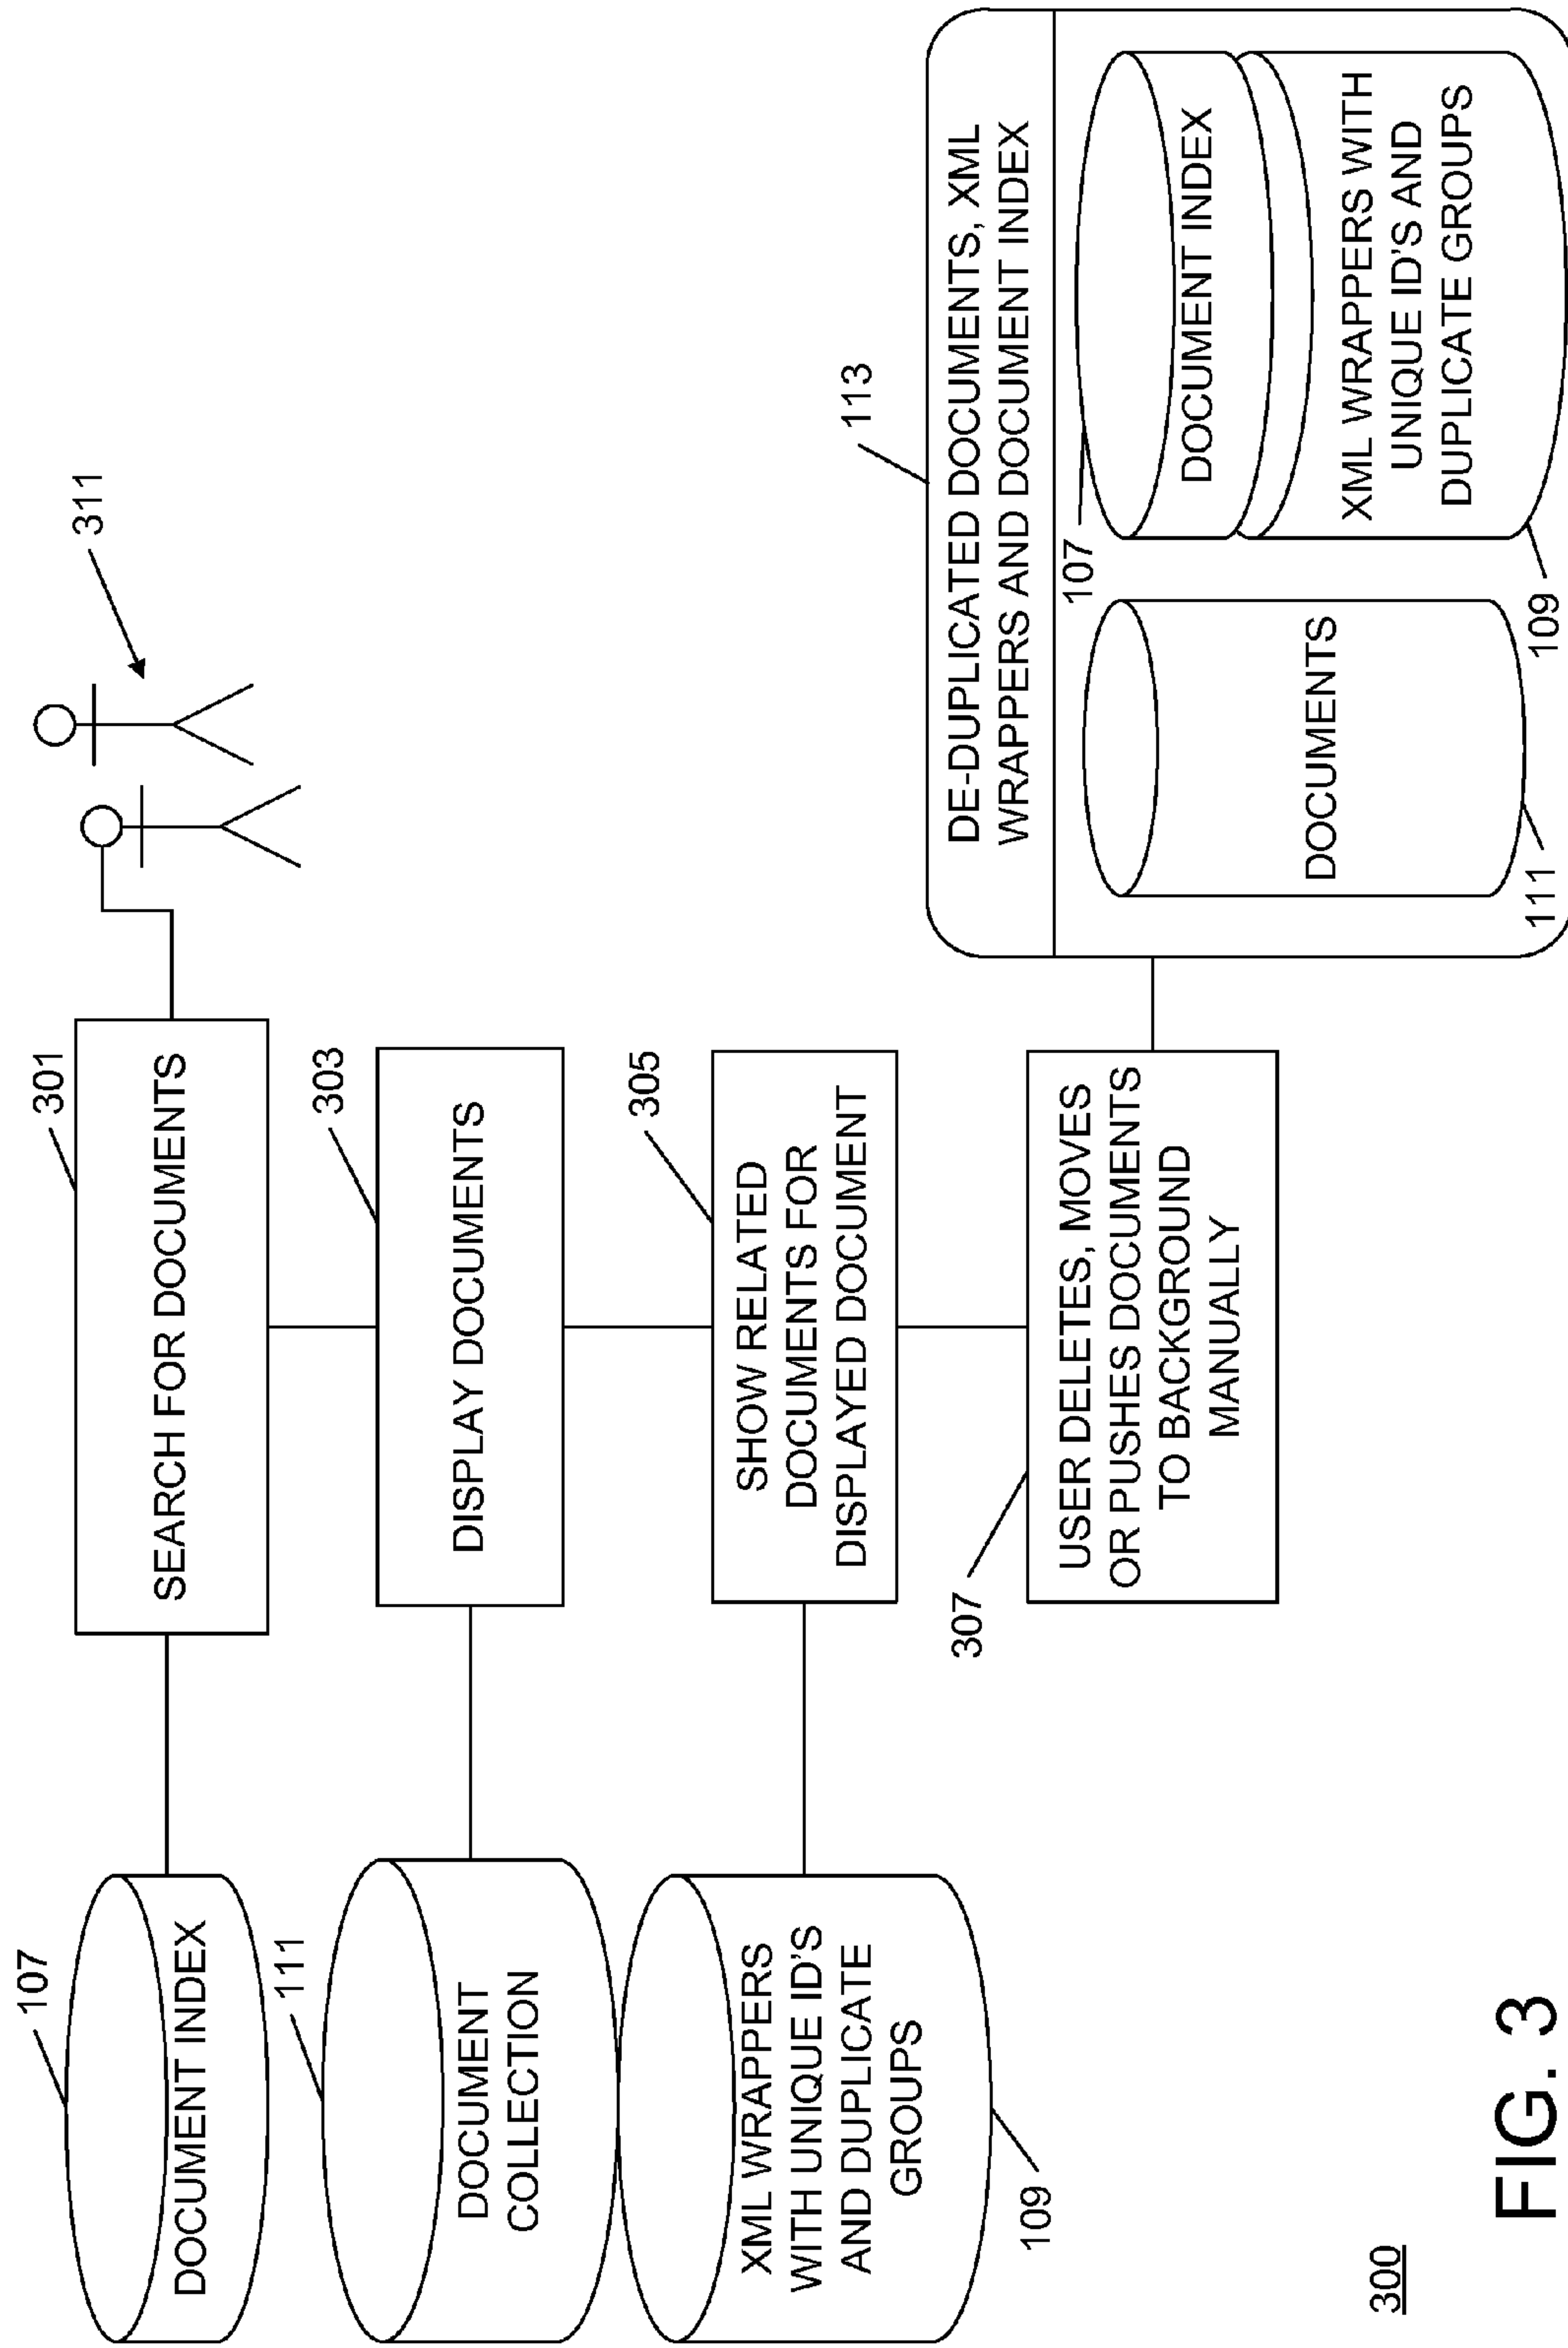 311
107
DOCUMENT INDEX
301
SEARCH FOR DOCUMENTS
111
DOCUMENT
COLLECTION
303
DISPLAY DOCUMENTS
XML WRAPPERS
WITH UNIQUE ID'S
AND DUPLICATE
GROUPS
109
305
SHOW RELATED
DOCUMENTS FOR
DISPLAYED DOCUMENT
307
USER DELETES, MOVES
OR PUSHES DOCUMENTS
TO BACKGROUND
MANUALLY
113
DE-DUPLICATED DOCUMENTS, XML
WRAPPERS AND DOCUMENT INDEX
DOCUMENTS
111
107
DOCUMENT INDEX
XML WRAPPERS WITH
UNIQUE ID'S AND
DUPLICATE GROUPS
109
300
FIG. 3